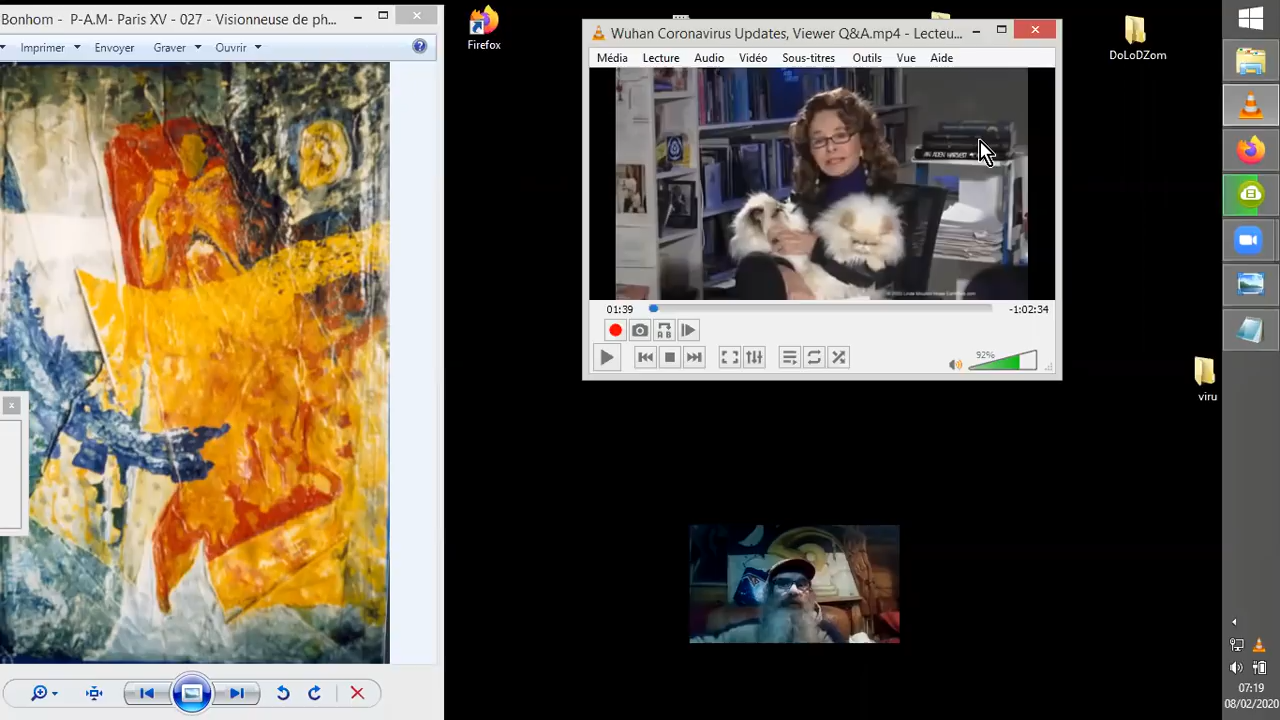 Bonhom - P-A.M- Paris XV - 027 - Visionneuse de ph...
Imprimer
Envoyer
Graver
Ouvrir
Firefox
Wuhan Coronavirus Updates, Viewer Q&A.mp4 - Lecteu...
Média Lecture Audio Vidéo Sous-titres Outils Vue Aide
01:39
-1:02:34
92%
DoLoDZom
viru
07:19
08/02/2020